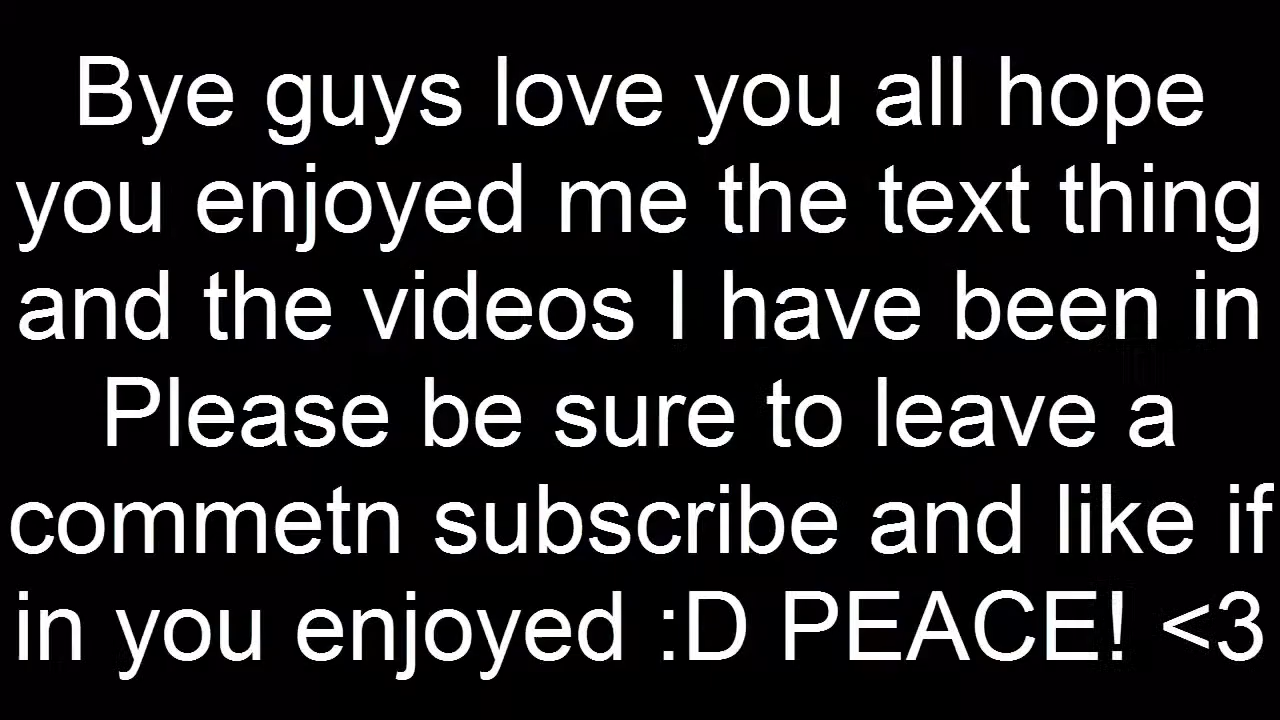 Bye guys love you all hope
you enjoyed me the text thing
and the videos I have been in
Please be sure to leave a
commetn subscribe and like if
in you enjoyed :D PEACE! <3